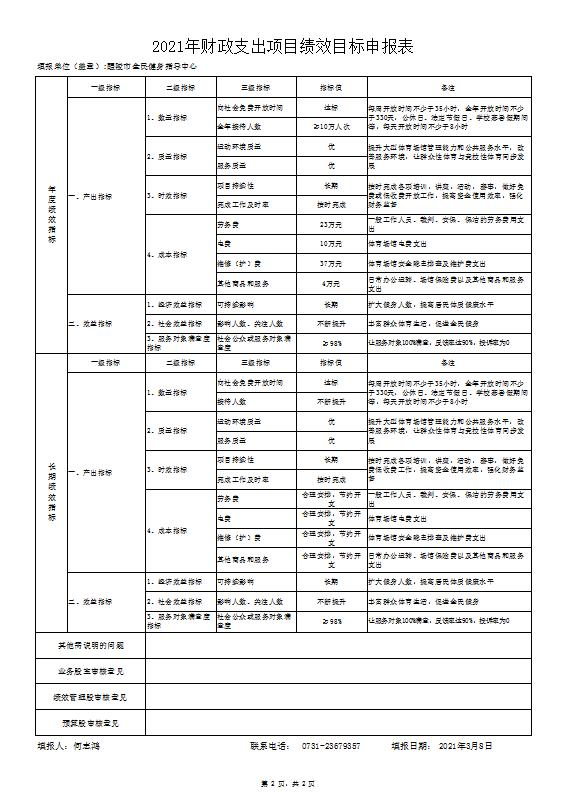 2021年财政支出项目绩效目标申报表
填报单位(盖章):醴陵市全民健身指导中心
一级指标 二级指标 三级指标 指标值 备注
年度绩效指标
一、产出指标
1、数量指标
向社会免费开放时间 达标
每周开放时间不少于35小时，全年开放时间不少
于330天，公休日、法定节假日、学校寒暑假期间
等，每天开放时间不少于8小时
全年接待人数 ≥10万人次
2、质量指标
运动环境质量 优
提升大型体育场馆管理能力和公共服务水平，改
善服务环境，让群众性体育与竞技性体育同步发
展
服务质量 优
3、时效指标
项目持续性 长期
按时完成各项培训，讲座，活动，赛事，做好免
费或低收费开放工作，提高资金使用效率，强化
财务监督
完成工作及时率 按时完成
4、成本指标
劳务费 23万元
一般工作人员、裁判、安保、保洁的劳务费用支
出
电费 10万元 体育场馆电费支出
维修（护）费 37万元 体育场馆安全隐患排查及维护费支出
其他商品和服务 4万元
日常办公运转、场馆保险费以及其他商品和服务
支出
二、效益指标
1、经济效益指标 可持续影响 长期 扩大健身人数，提高居民体质健康水平
2、社会效益指标 影响人数、关注人数 不断提升 丰富群众体育生活，促进全民健身
3、服务对象满意度
指标
社会公众或服务对象满
意度
≥98% 让服务对象100%满意，反馈率达90%，投诉率为0
一级指标 二级指标 三级指标 指标值 备注
长期绩效指标
一、产出指标
1、数量指标
向社会免费开放时间 达标
每周开放时间不少于35小时，全年开放时间不少
于330天，公休日、法定节假日、学校寒暑假期间
等，每天开放时间不少于8小时
接待人数 不断提升
2、质量指标
运动环境质量 优
提升大型体育场馆管理能力和公共服务水平，改
善服务环境，让群众性体育与竞技性体育同步发
展
服务质量 优
3、时效指标
项目持续性 长期
按时完成各项培训，讲座，活动，赛事，做好免
费低收费工作，提高资金使用效率，强化财务监
督
完成工作及时率 按时完成
4、成本指标
劳务费
合理安排，节约开
支
一般工作人员、裁判、安保、保洁的劳务费用支
出
电费
合理安排，节约开
支
体育场馆电费支出
维修（护）费
合理安排，节约开
支
体育场馆安全隐患排查及维护费支出
其他商品和服务
合理安排，节约开
支
日常办公运转、场馆保险费以及其他商品和服务
支出
二、效益指标
1、经济效益指标 可持续影响 长期 扩大健身人数，提高居民体质健康水平
2、社会效益指标 影响人数、关注人数 不断提升 丰富群众体育生活，促进全民健身
3、服务对象满意度
指标
社会公众或服务对象满
意度
≥98% 让服务对象100%满意，反馈率达90%，投诉率为0
其他需说明的问题
业务股室审核意见
绩效管理股审核意见
预算股审核意见
填报人：何志鸿 联系电话： 0731-23679357 填报日期：2021年3月8日
第 2 页，共 2 页